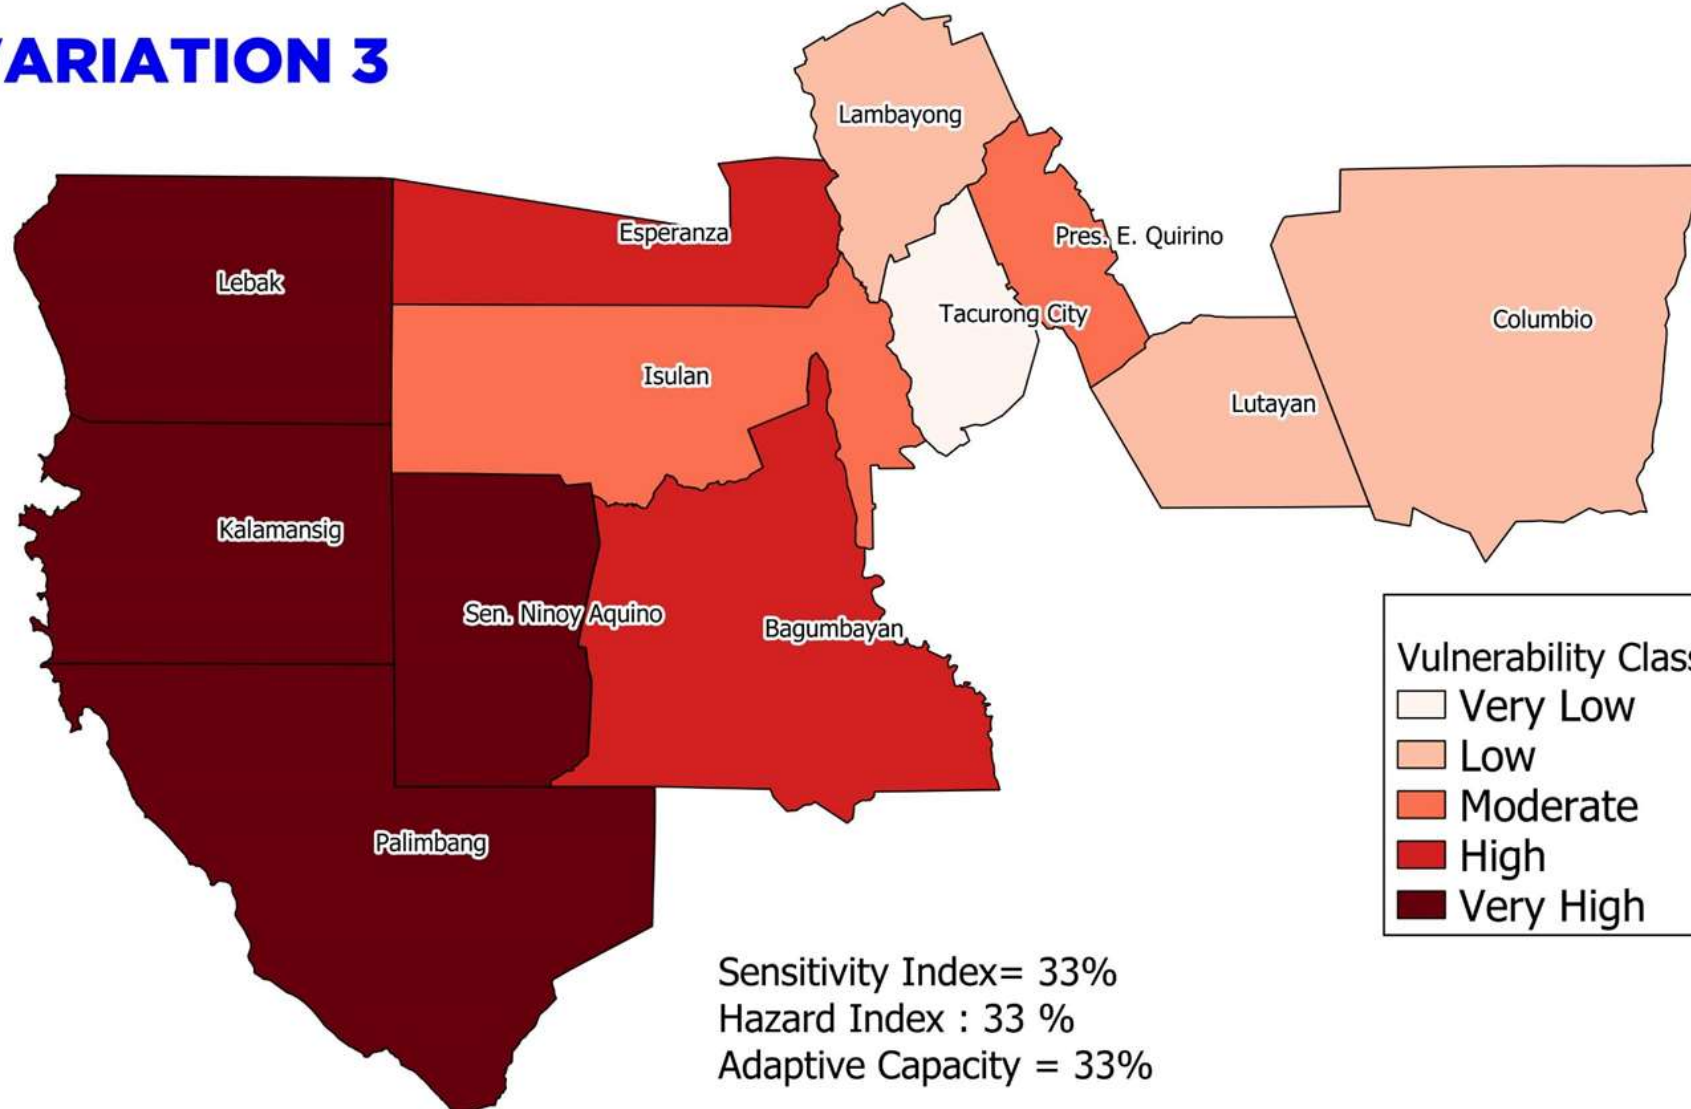 VARIATION 3
Lambayong
Esperanza
Pres. E. Quirino
Lebak
Tacurong City
Columbio
Isulan
Lutayan
Kalamansig
Sen. Ninoy Aquino
Bagumbayan
Palimbang
Vulnerability Class
Very Low
Low
Moderate
High
Very High
Sensitivity Index= 33%
Hazard Index : 33 %
Adaptive Capacity = 33%